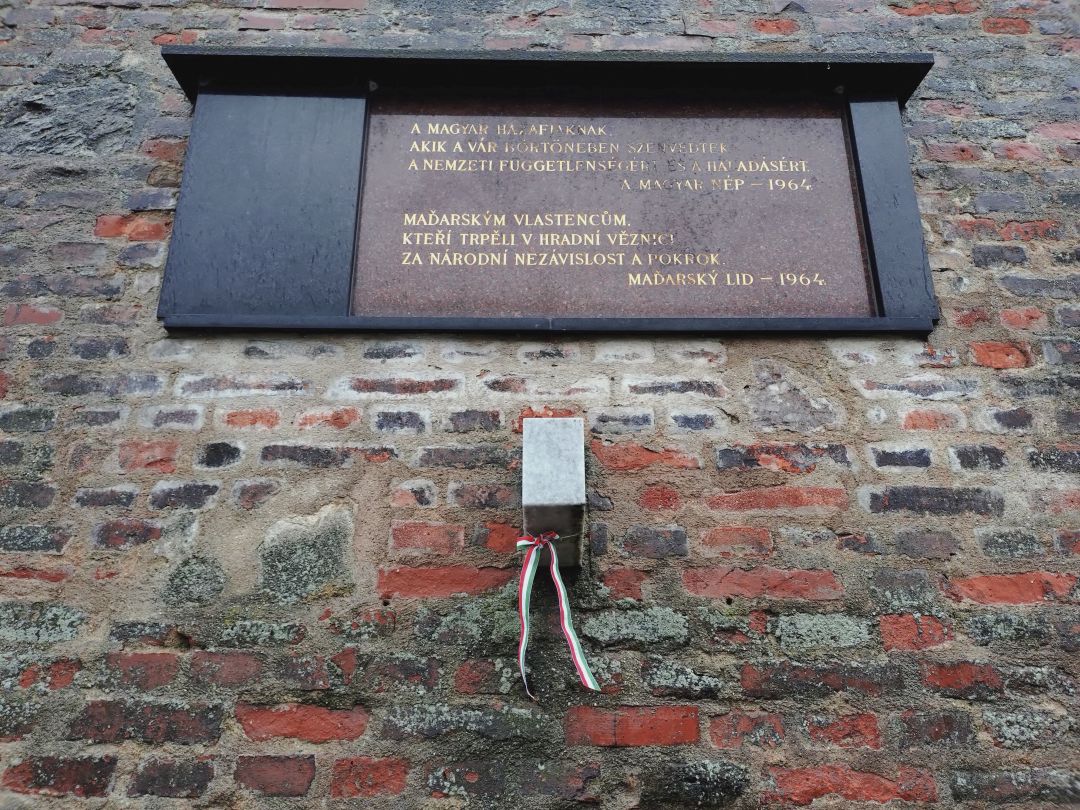 A MAGYAR HAZAFIAKNAK,
AKIK A VÁR BÖRTÖNÉBEN SZENVEDTEK
A NEMZETI FÜGGETLENSÉGÉRT ÉS A HALADÁSÉRT.
A MAGYAR NÉP – 1964.
MAĎARSKÝM VLASTENCŮM,
KTEŘÍ TRPĚLI V HRADNÍ VĚZNICI
ZA NÁRODNÍ NEZÁVISLOST A POKROK.
MAĎARSKÝ LID – 1964.